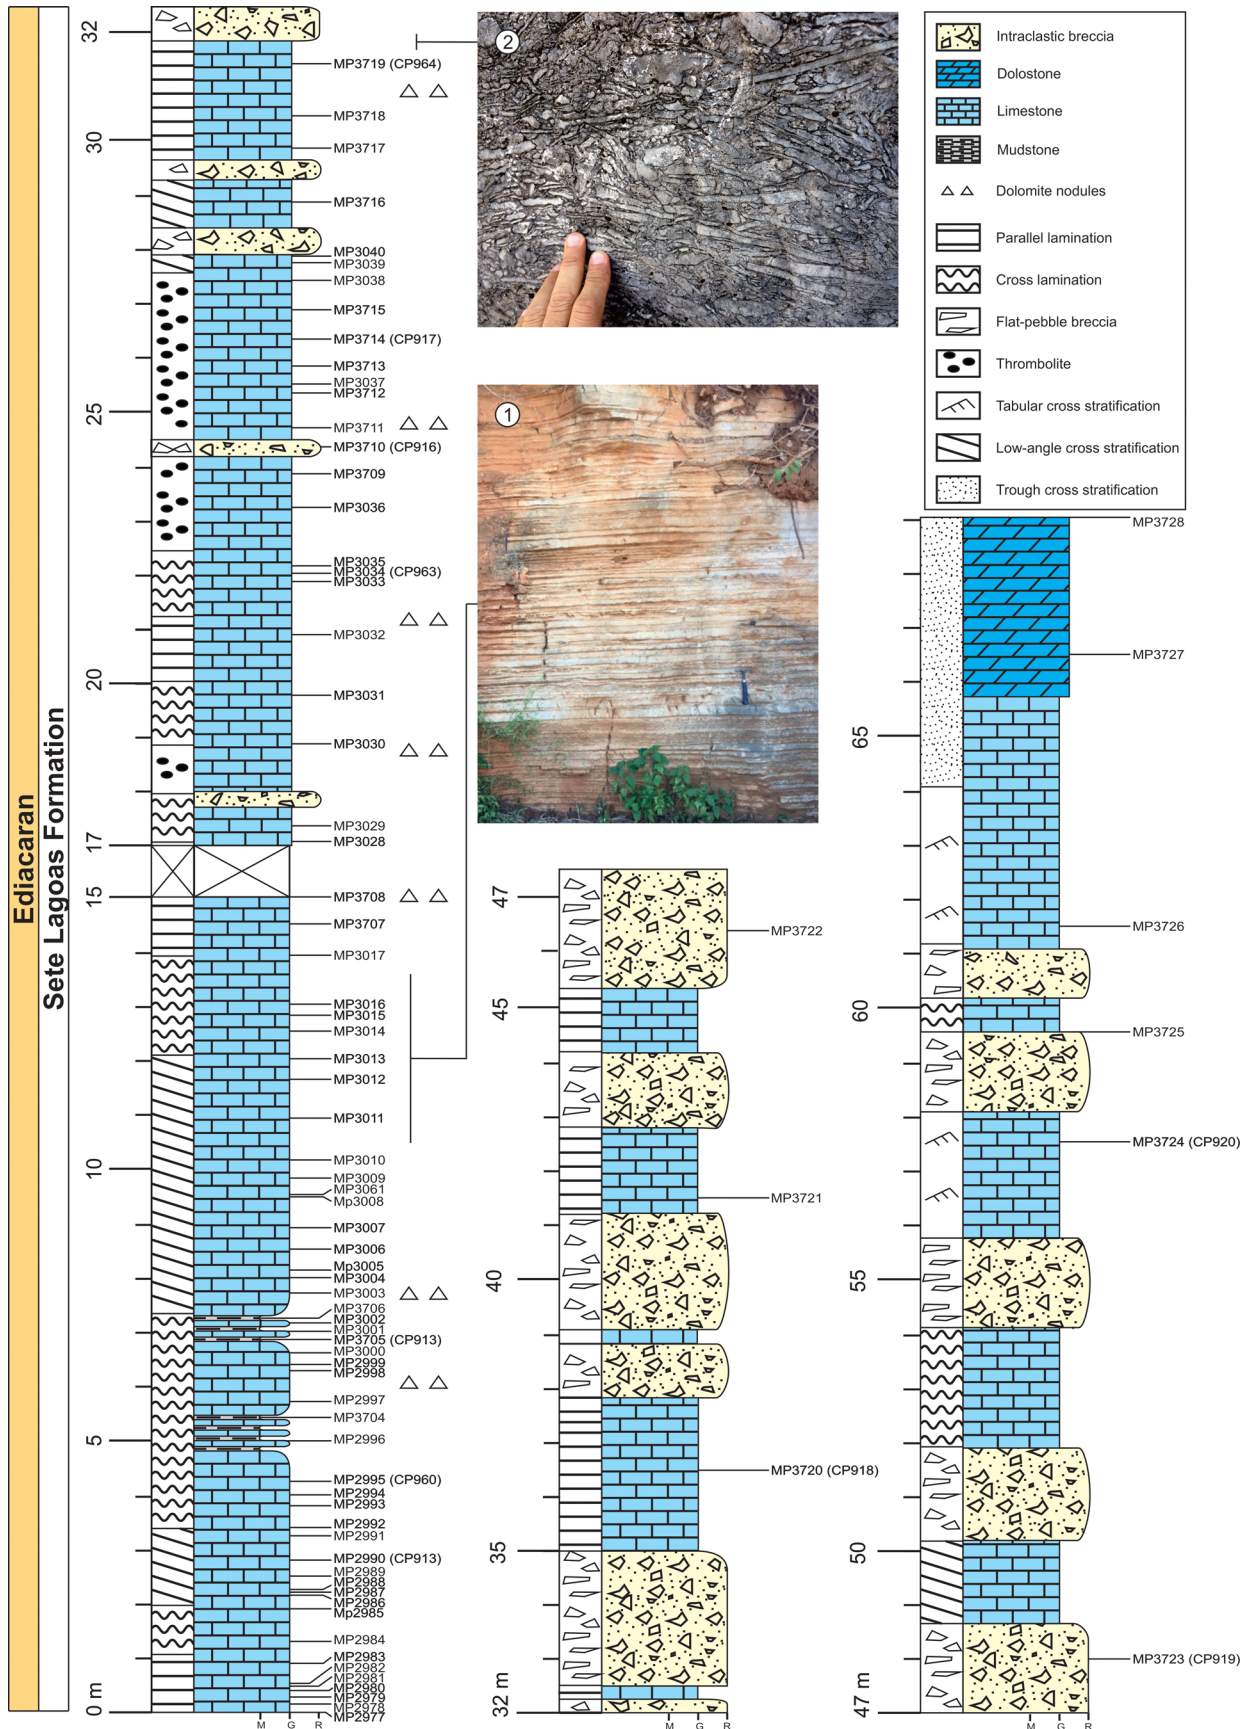 Ediacaran
Sete Lagoas Formation
32
30
25
20
17
15
10
5
0 m
MP3719 (CP964)
MP3718
MP3717
MP3716
MP3040
MP3039
MP3038
MP3715
MP3714 (CP917)
MP3713
MP3037
MP3712
MP3711
MP3710 (CP916)
MP3709
MP3036
MP3035
MP3034 (CP963)
MP3033
MP3032
MP3031
MP3030
MP3029
MP3028
MP3708
MP3707
MP3017
MP3016
MP3015
MP3014
MP3013
MP3012
MP3011
MP3010
MP3009
MP3061
Mp3008
MP3007
MP3006
Mp3005
MP3004
MP3003
MP3706
MP3002
MP3001
MP3705 (CP913)
MP3000
MP2999
MP2998
MP2997
MP3704
MP2996
MP2995 (CP960)
MP2994
MP2993
MP2992
MP2991
MP2990 (CP913)
MP2989
MP2988
MP2987
MP2986
Mp2985
MP2984
MP2983
MP2982
MP2981
MP2980
MP2979
MP2978
MP2977
M G R
2
1
47
45
40
35
32 m
MP3722
MP3721
MP3720 (CP918)
M G R
Intraclastic breccia
Dolostone
Limestone
Mudstone
Dolomite nodules
Parallel lamination
Cross lamination
Flat-pebble breccia
Thrombolite
Tabular cross stratification
Low-angle cross stratification
Trough cross stratification
65
60
55
50
47 m
MP3728
MP3727
MP3726
MP3725
MP3724 (CP920)
MP3723 (CP919)
M G R